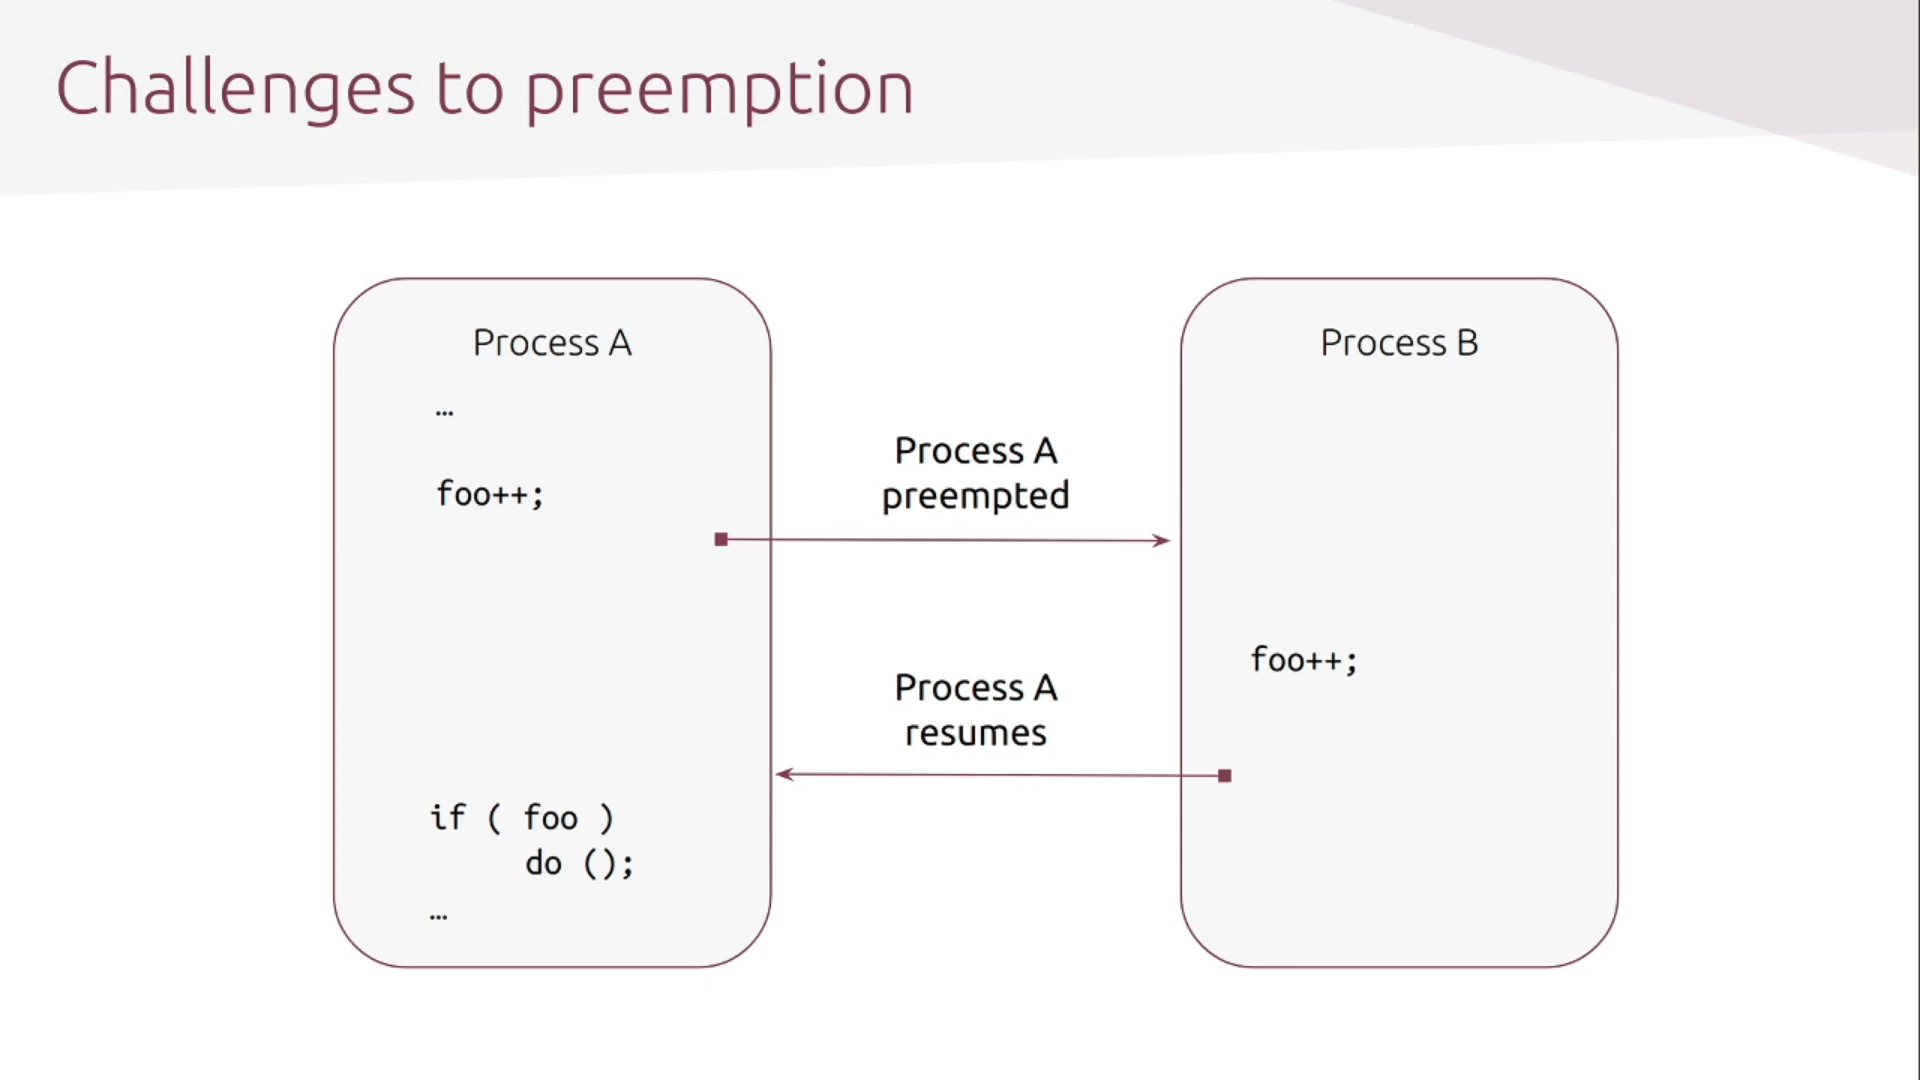 Challenges to preemption
Process A
…
foo++;
Process A
preempted
Process B
foo++;
Process A
resumes
if ( foo )
do ();
…